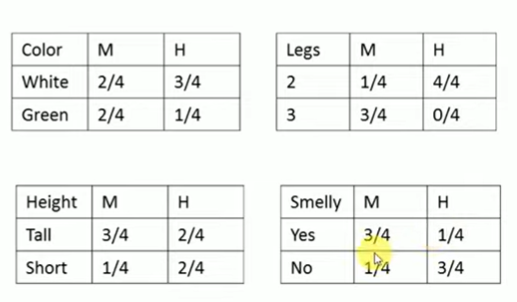 Color M H
White 2/4 3/4
Green 2/4 1/4
Legs M H
2 1/4 4/4
3 3/4 0/4
Height M H
Tall 3/4 2/4
Short 1/4 2/4
Smelly M H
Yes 3/4 1/4
No 1/4 3/4